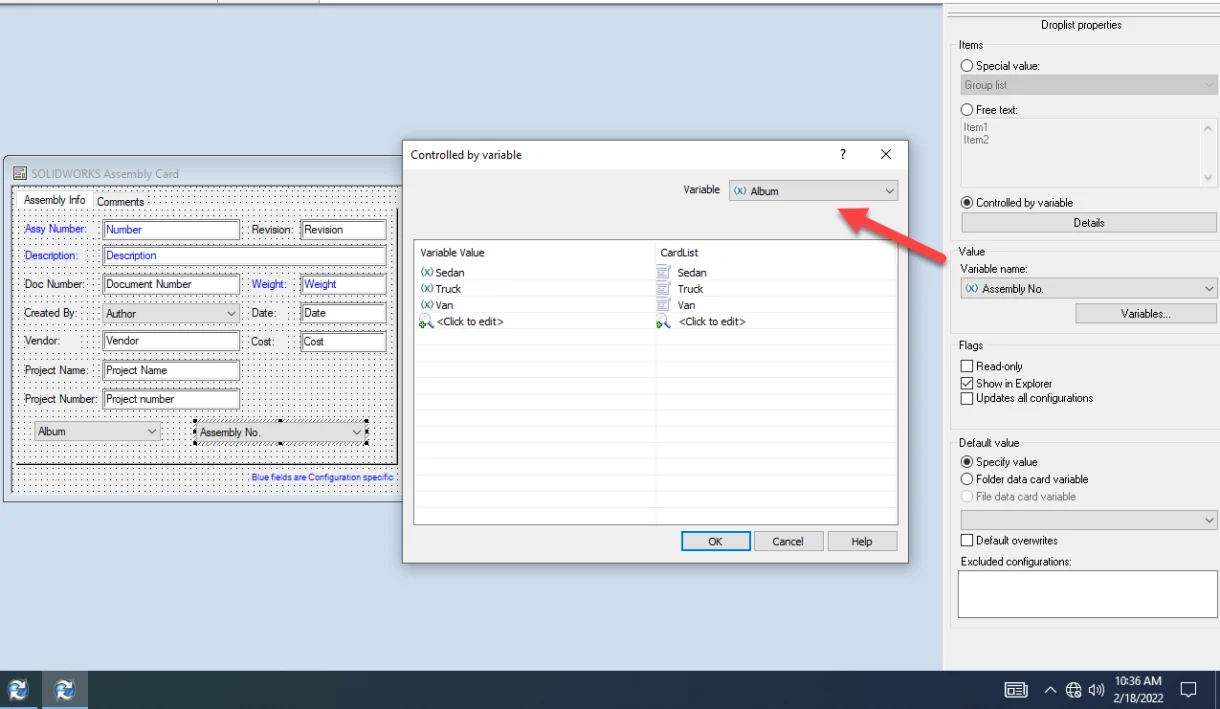 Droplist properties
Items
Special value:
Group list
Free text:
Item1
Item2
Controlled by variable
Details
Value
Variable name:
(x) Assembly No.
Variables...
Flags
Read-only
Show in Explorer
Updates all configurations
Default value
Specify value
Folder data card variable
File data card variable
Default overwrites
Excluded configurations:
SOLIDWORKS Assembly Card
Assembly Info Comments
Assy Number: Number Revision: Revision
Description: Description
Doc Number: Document Number Weight: Weight
Created By: Author Date: Date
Vendor: Vendor Cost: Cost
Project Name: Project Name
Project Number: Project number
Album Assembly No.
Blue fields are Configuration specific
Controlled by variable ?
Variable (x) Album
Variable Value CardList
(x) Sedan Sedan
(x) Truck Truck
(x) Van Van
<Click to edit> <Click to edit>
OK Cancel Help
10:36 AM
2/18/2022